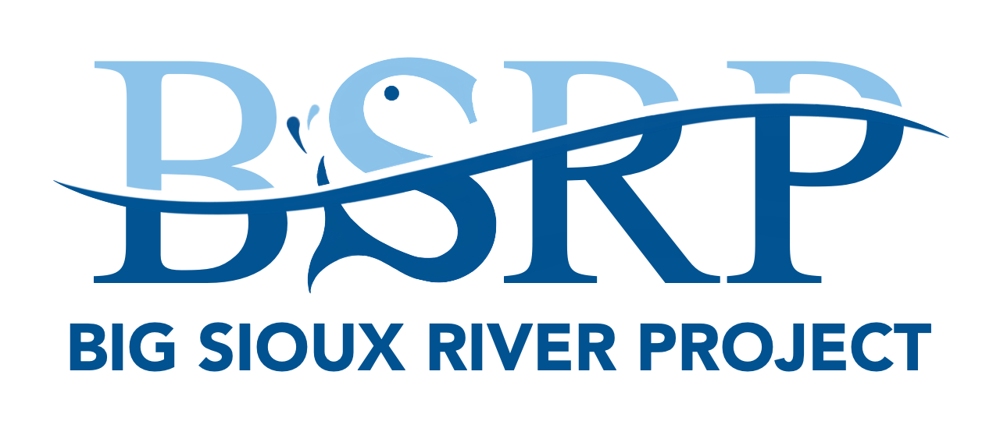 BSRP
BIG SIOUX RIVER PROJECT